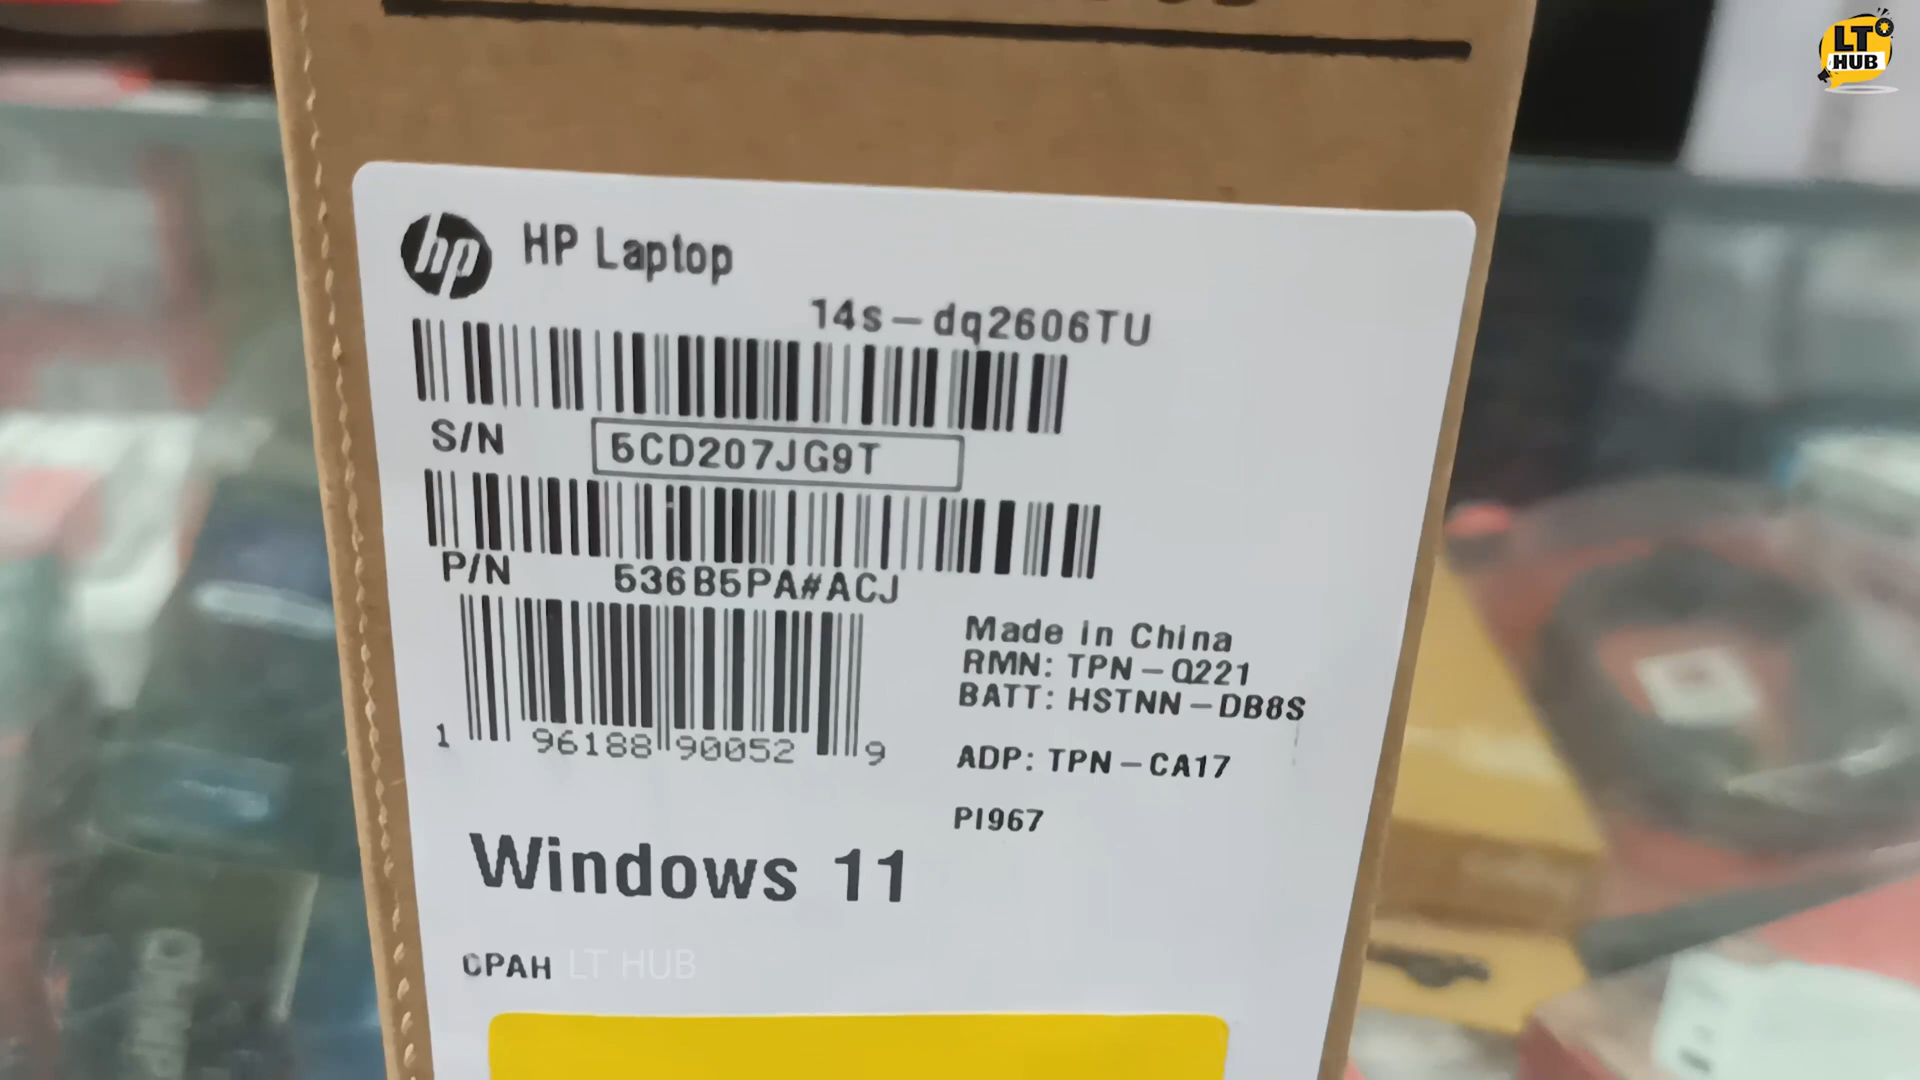 LT
HUB
hp HP Laptop
14s-dq2606TU
S/N 5CD207JG9T
P/N 536B5PA#ACJ
1 96188 90052 9
Made in China
RMN: TPN-Q221
BATT: HSTNN-DB8S
ADP: TPN-CA17
PI967
Windows 11
CPAH LT HUB